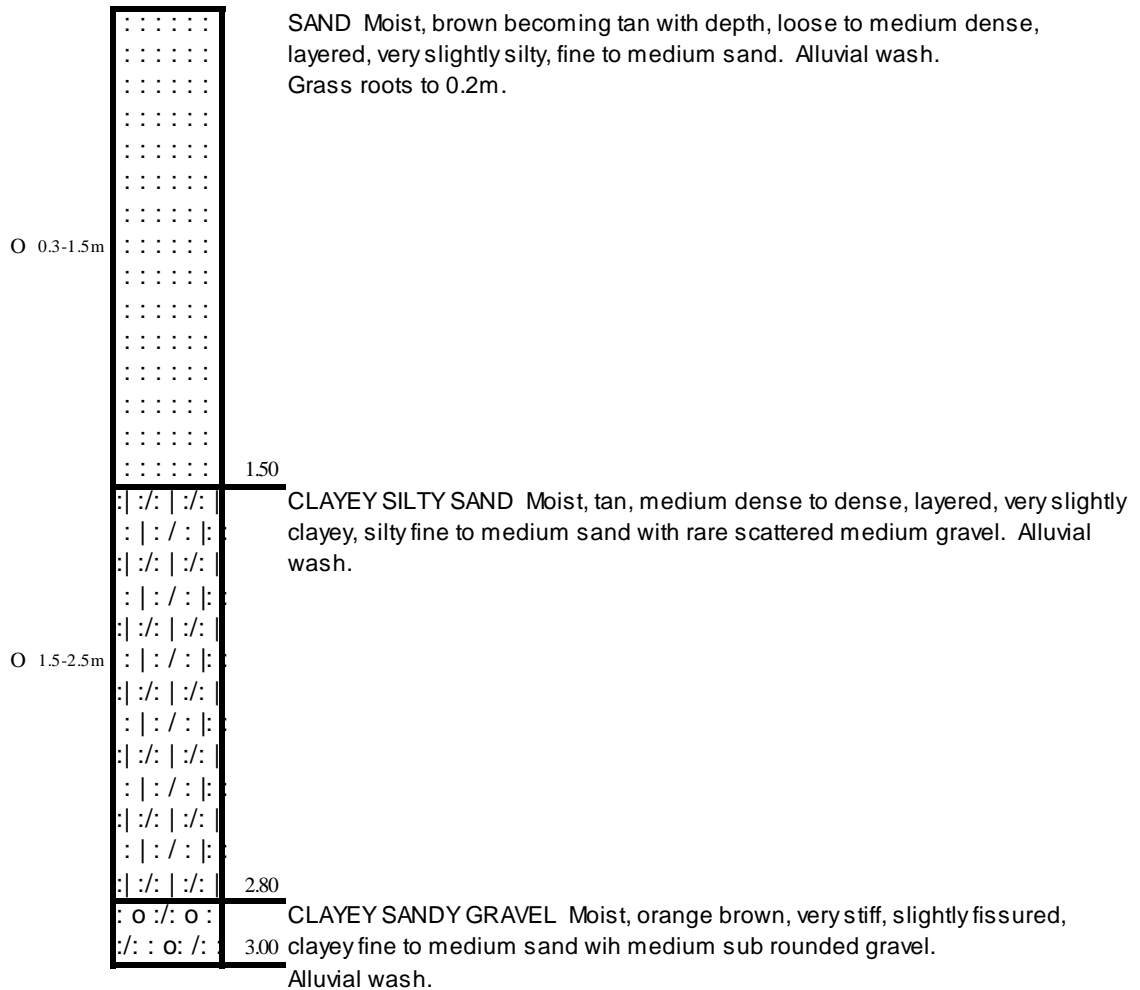 SAND Moist, brown becoming tan with depth, loose to medium dense,
layered, very slightly silty, fine to medium sand. Alluvial wash.
Grass roots to 0.2m.
O 0.3-1.5m
1.50
CLAYEY SILTY SAND Moist, tan, medium dense to dense, layered, very slightly
clayey, silty fine to medium sand with rare scattered medium gravel. Alluvial
wash.
O 1.5-2.5m
2.80
CLAYEY SANDY GRAVEL Moist, orange brown, very stiff, slightly fissured,
3.00 clayey fine to medium sand wih medium sub rounded gravel.
Alluvial wash.